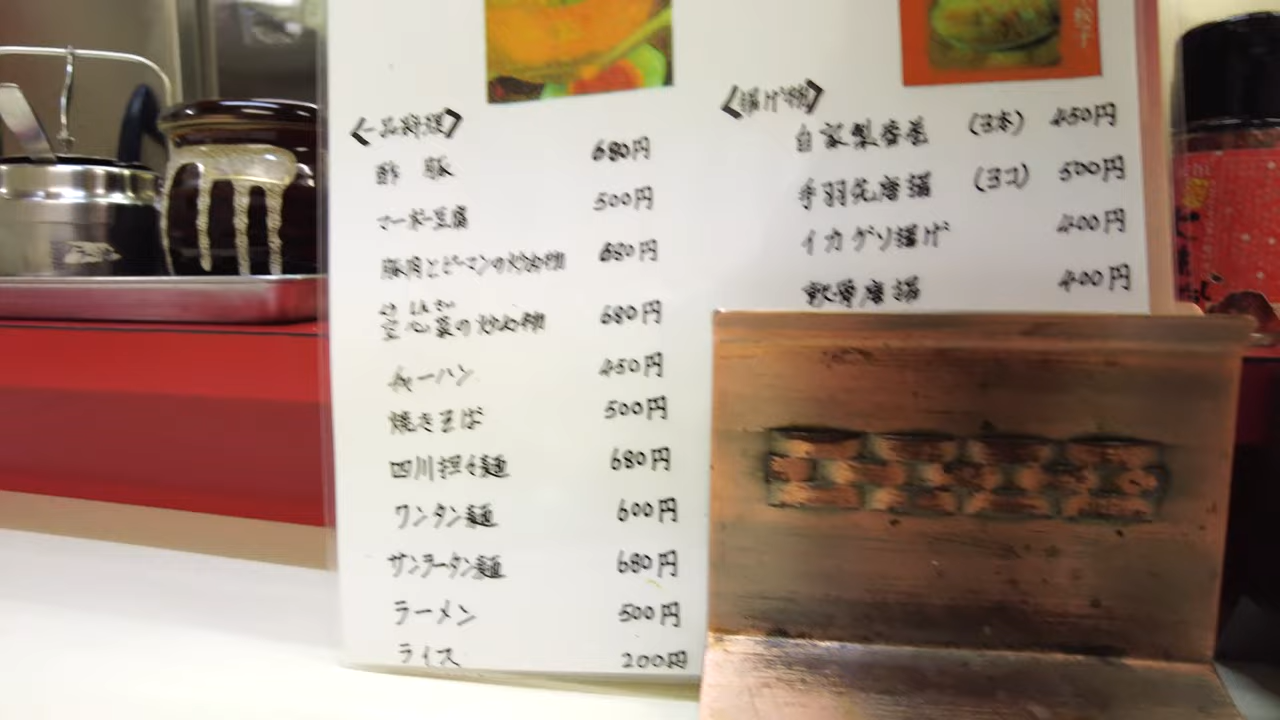 <一品料理>
酢豚 680円
マーボー豆腐 500円
豚肉とピーマンの炒め物 680円
空心菜の炒め物 680円
チャーハン 450円
焼きそば 500円
四川担々麺 680円
ワンタン麺 600円
サンラータン麺 680円
ラーメン 500円
ライス 200円
<揚げ物>
自家製春巻 (3本) 450円
手羽先唐揚 (3コ) 500円
イカゲソ揚げ 400円
軟骨唐揚 400円